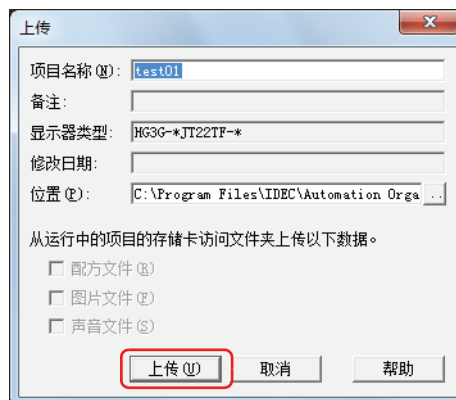 上传
项目名称(N): test01
备注:
显示器类型: HG3G-*JT22TF-*
修改日期:
位置(P): C:\Program Files\IDEC\Automation Orga ..
从运行中的项目的存储卡访问文件夹上传以下数据。
配方文件(R)
图片文件(F)
声音文件(S)
上传(U) 取消 帮助